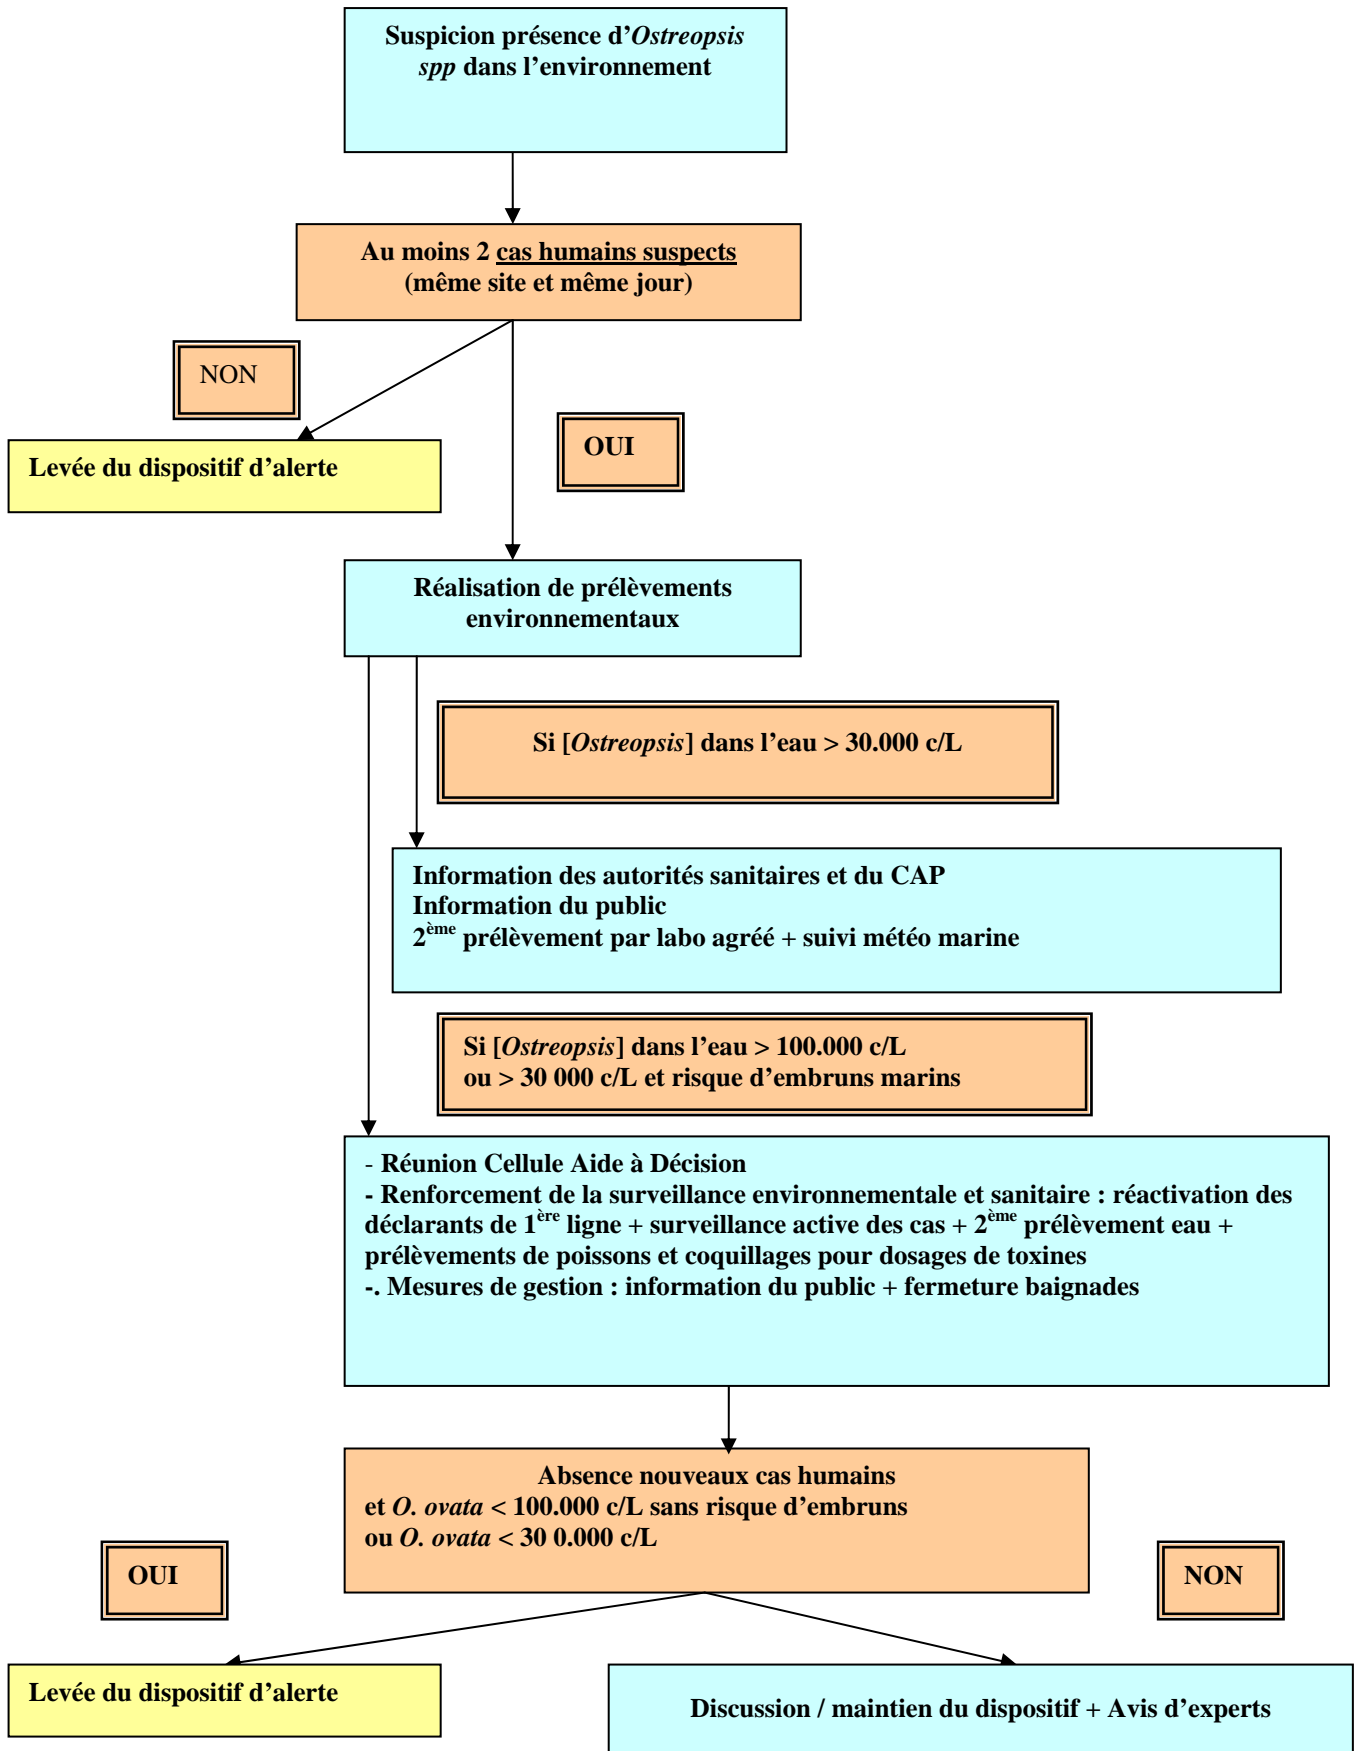 Suspicion présence d’Ostreopsis
spp dans l’environnement
Au moins 2 cas humains suspects
(même site et même jour)
NON
OUI
Levée du dispositif d’alerte
Réalisation de prélèvements
environnementaux
Si [Ostreopsis] dans l’eau > 30.000 c/L
Information des autorités sanitaires et du CAP
Information du public
2ème prélèvement par labo agréé + suivi météo marine
Si [Ostreopsis] dans l’eau > 100.000 c/L
ou > 30 000 c/L et risque d’embruns marins
- Réunion Cellule Aide à Décision
- Renforcement de la surveillance environnementale et sanitaire : réactivation des
déclarants de 1ère ligne + surveillance active des cas + 2ème prélèvement eau +
prélèvements de poissons et coquillages pour dosages de toxines
-. Mesures de gestion : information du public + fermeture baignades
Absence nouveaux cas humains
et O. ovata < 100.000 c/L sans risque d’embruns
ou O. ovata < 30 0.000 c/L
OUI
NON
Levée du dispositif d’alerte
Discussion / maintien du dispositif + Avis d’experts